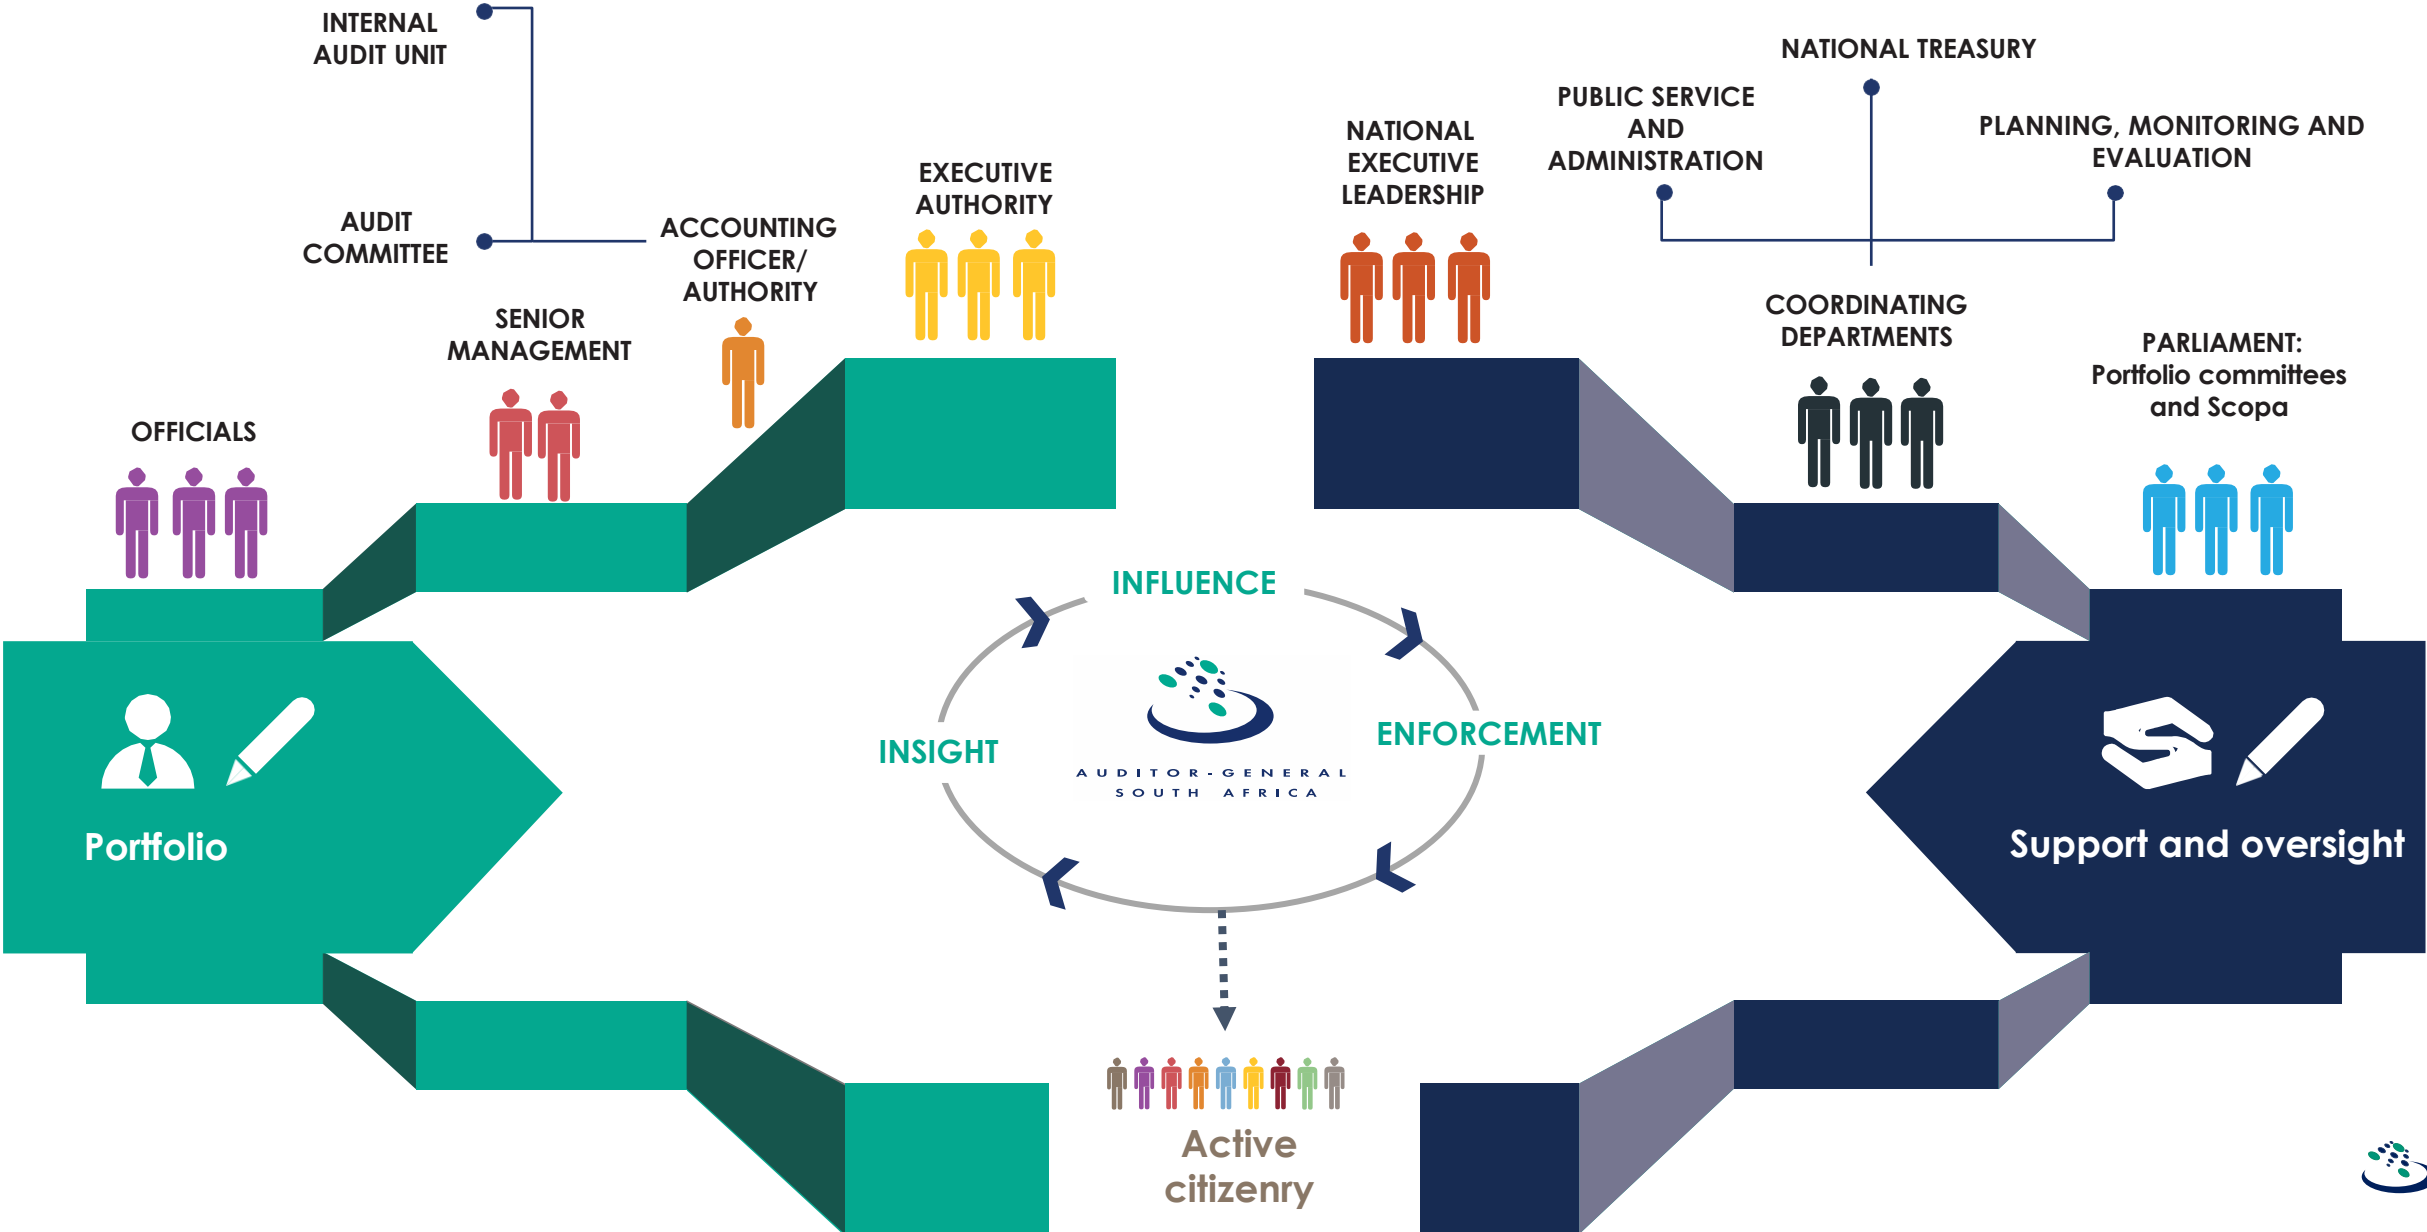 INTERNAL
AUDIT UNIT
AUDIT
COMMITTEE
OFFICIALS
SENIOR
MANAGEMENT
ACCOUNTING
OFFICER/
AUTHORITY
EXECUTIVE
AUTHORITY
NATIONAL
EXECUTIVE
LEADERSHIP
PUBLIC SERVICE
AND
ADMINISTRATION
NATIONAL TREASURY
PLANNING, MONITORING AND
EVALUATION
COORDINATING
DEPARTMENTS
PARLIAMENT:
Portfolio committees
and Scopa
INFLUENCE
INSIGHT
ENFORCEMENT
AUDITOR-GENERAL
SOUTH AFRICA
Portfolio
Support and oversight
Active
citizenry